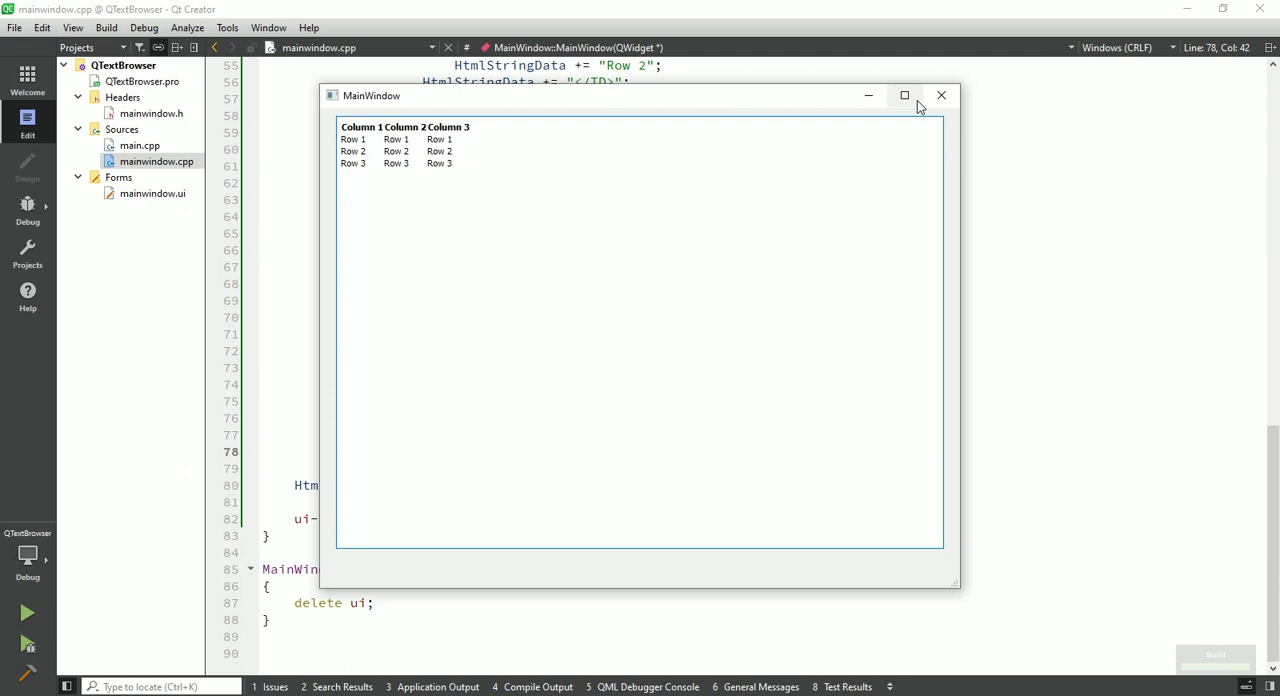 mainwindow.cpp @ QTextBrowser - Qt Creator
File Edit View Build Debug Analyze Tools Window Help
Projects mainwindow.cpp # MainWindow::MainWindow(QWidget *) Windows (CRLF) Line: 78, Col: 42
Welcome
Edit
Design
Debug
Projects
Help
QTextBrowser
Debug
QTextBrowser
QTextBrowser.pro
Headers
mainwindow.h
Sources
main.cpp
mainwindow.cpp
Forms
mainwindow.ui
55 HtmlStringData += "Row 2";
56 HtmlStringData += "</TD>";
57
58
59
60
61
62
63
64
65
66
67
68
69
70
71
72
73
74
75
76
77
78
79
80 Htm
81
82 ui-
83 }
84
85 MainWin
86 {
87 delete ui;
88 }
89
90
MainWindow
Column 1 Column 2 Column 3
Row 1 Row 1 Row 1
Row 2 Row 2 Row 2
Row 3 Row 3 Row 3
Build
Type to locate (Ctrl+K) 1 Issues 2 Search Results 3 Application Output 4 Compile Output 5 QML Debugger Console 6 General Messages 8 Test Results